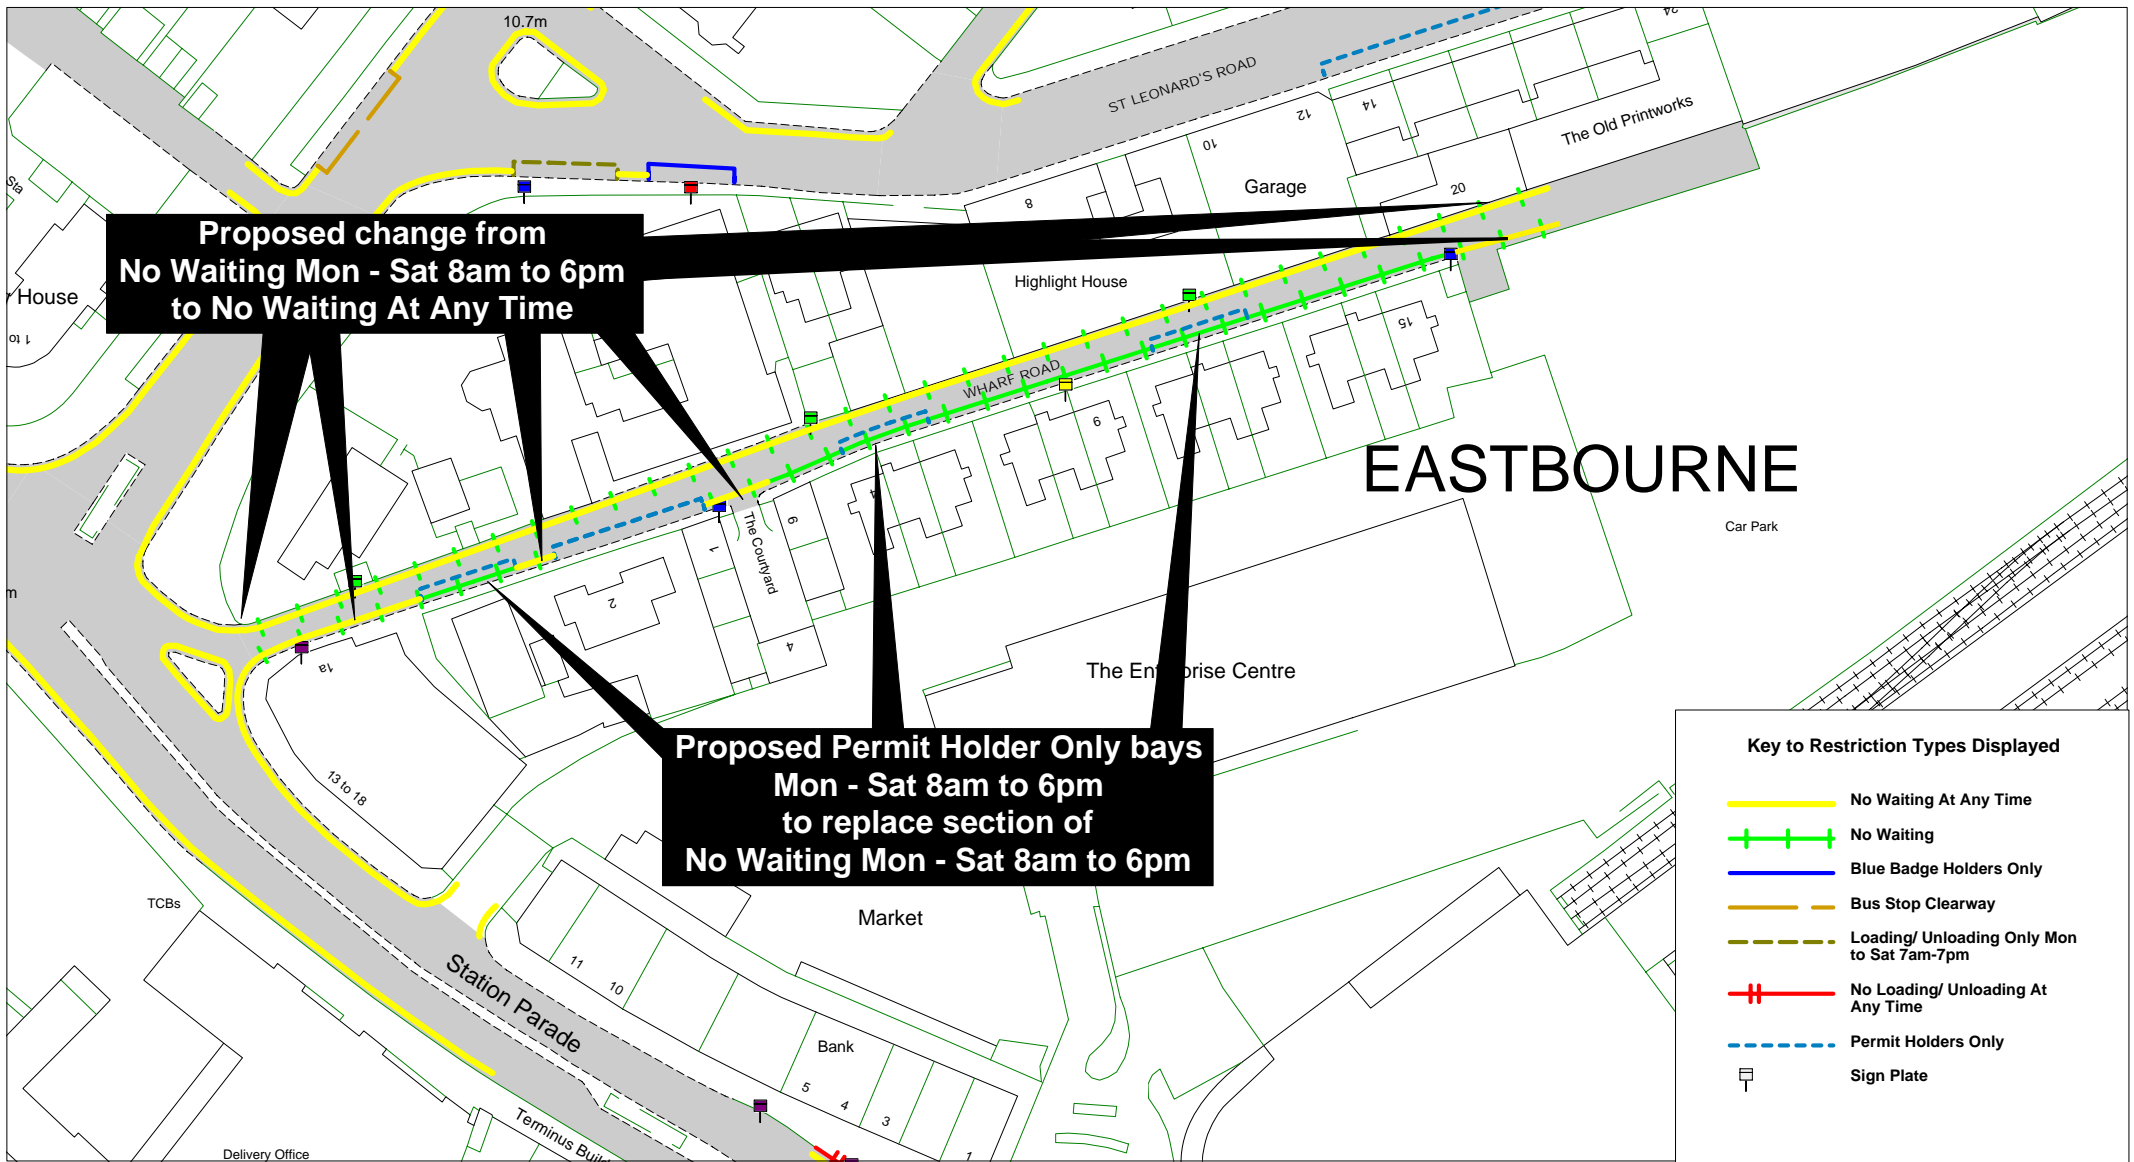 10.7m
ST LEONARD'S ROAD
24
14
12
10
The Old Printworks
Sta
Garage
20
8
Proposed change from
No Waiting Mon - Sat 8am to 6pm
to No Waiting At Any Time
House
1 to
Highlight House
15
WHARF ROAD
9
EASTBOURNE
Car Park
The Courtyard
6
1
2
4
m
1a
The Enterprise Centre
13 to 18
Proposed Permit Holder Only bays
Mon - Sat 8am to 6pm
to replace section of
No Waiting Mon - Sat 8am to 6pm
Key to Restriction Types Displayed
No Waiting At Any Time
No Waiting
Blue Badge Holders Only
Bus Stop Clearway
Loading/ Unloading Only Mon
to Sat 7am-7pm
No Loading/ Unloading At
Any Time
Permit Holders Only
Sign Plate
TCBs
Market
Station Parade
11
10
Bank
5
4
3
1
Terminus Buil
Delivery Office